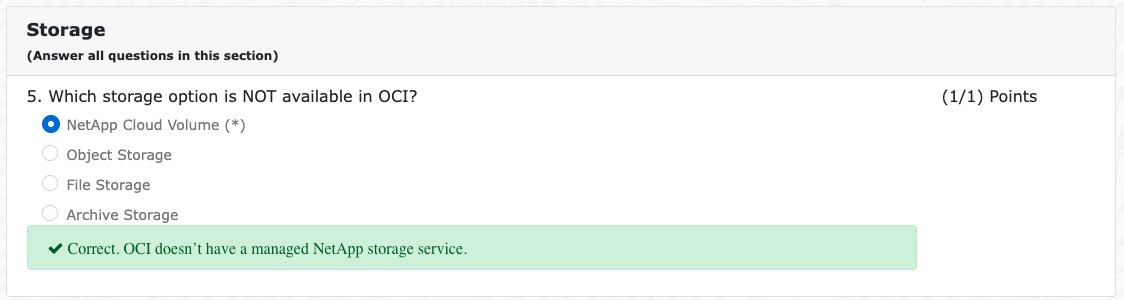 Storage
(Answer all questions in this section)
5. Which storage option is NOT available in OCI? (1/1) Points
NetApp Cloud Volume (*)
Object Storage
File Storage
Archive Storage
Correct. OCI doesn’t have a managed NetApp storage service.